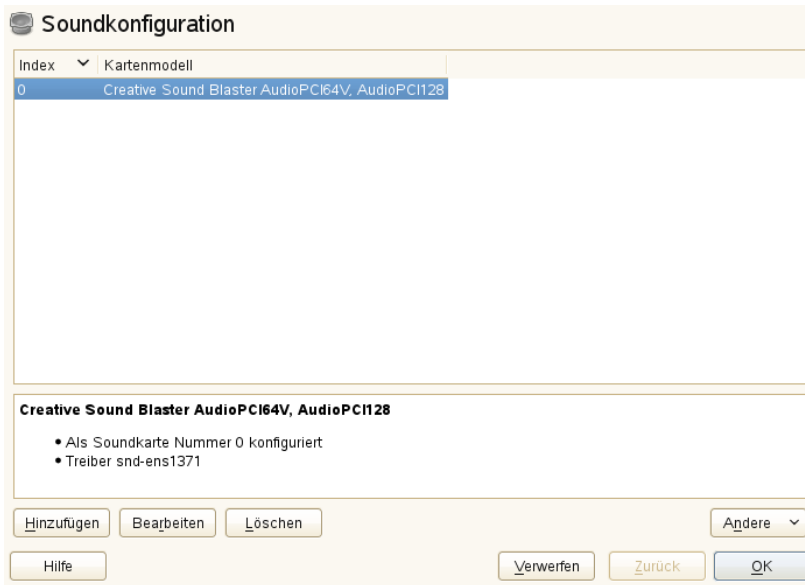 Soundkonfiguration
Index Kartenmodell
0 Creative Sound Blaster AudioPCI64V, AudioPCI128
Creative Sound Blaster AudioPCI64V, AudioPCI128
• Als Soundkarte Nummer 0 konfiguriert
• Treiber snd-ens1371
Hinzufügen Bearbeiten Löschen Andere
Hilfe Verwerfen Zurück OK